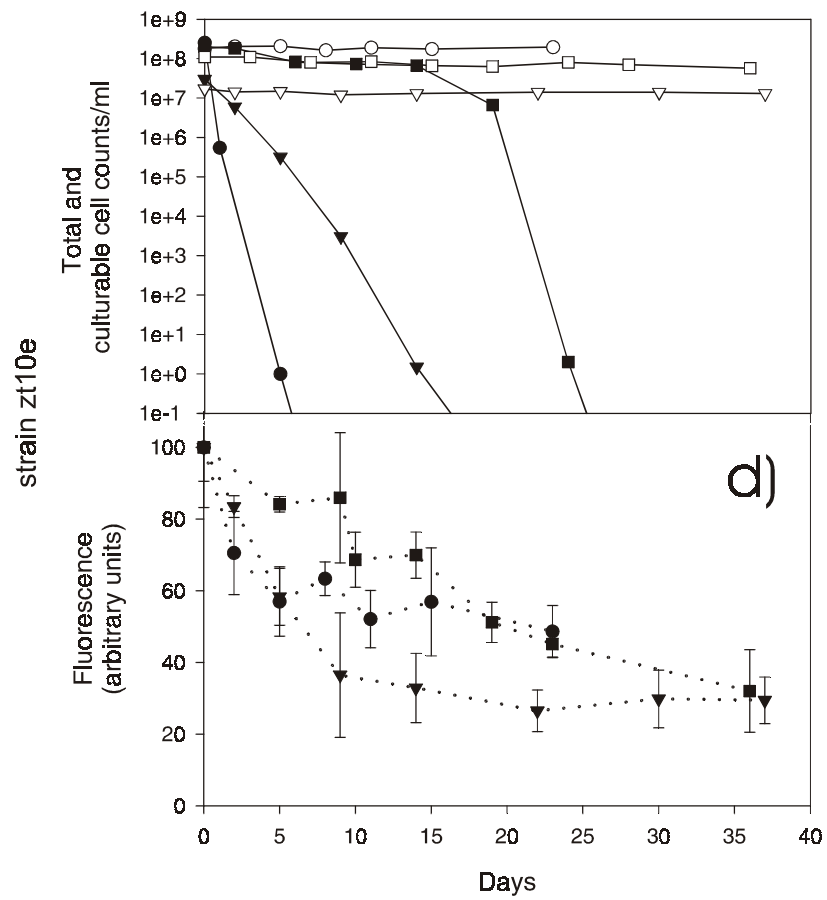 1e+9
1e+8
1e+7
1e+6
1e+5
1e+4
1e+3
1e+2
1e+1
1e+0
1e-1
Total and
culturable cell counts/ml
strain zt10e
d)
100
80
60
40
20
0
Fluorescence
(arbitrary units)
0 5 10 15 20 25 30 35 40
Days